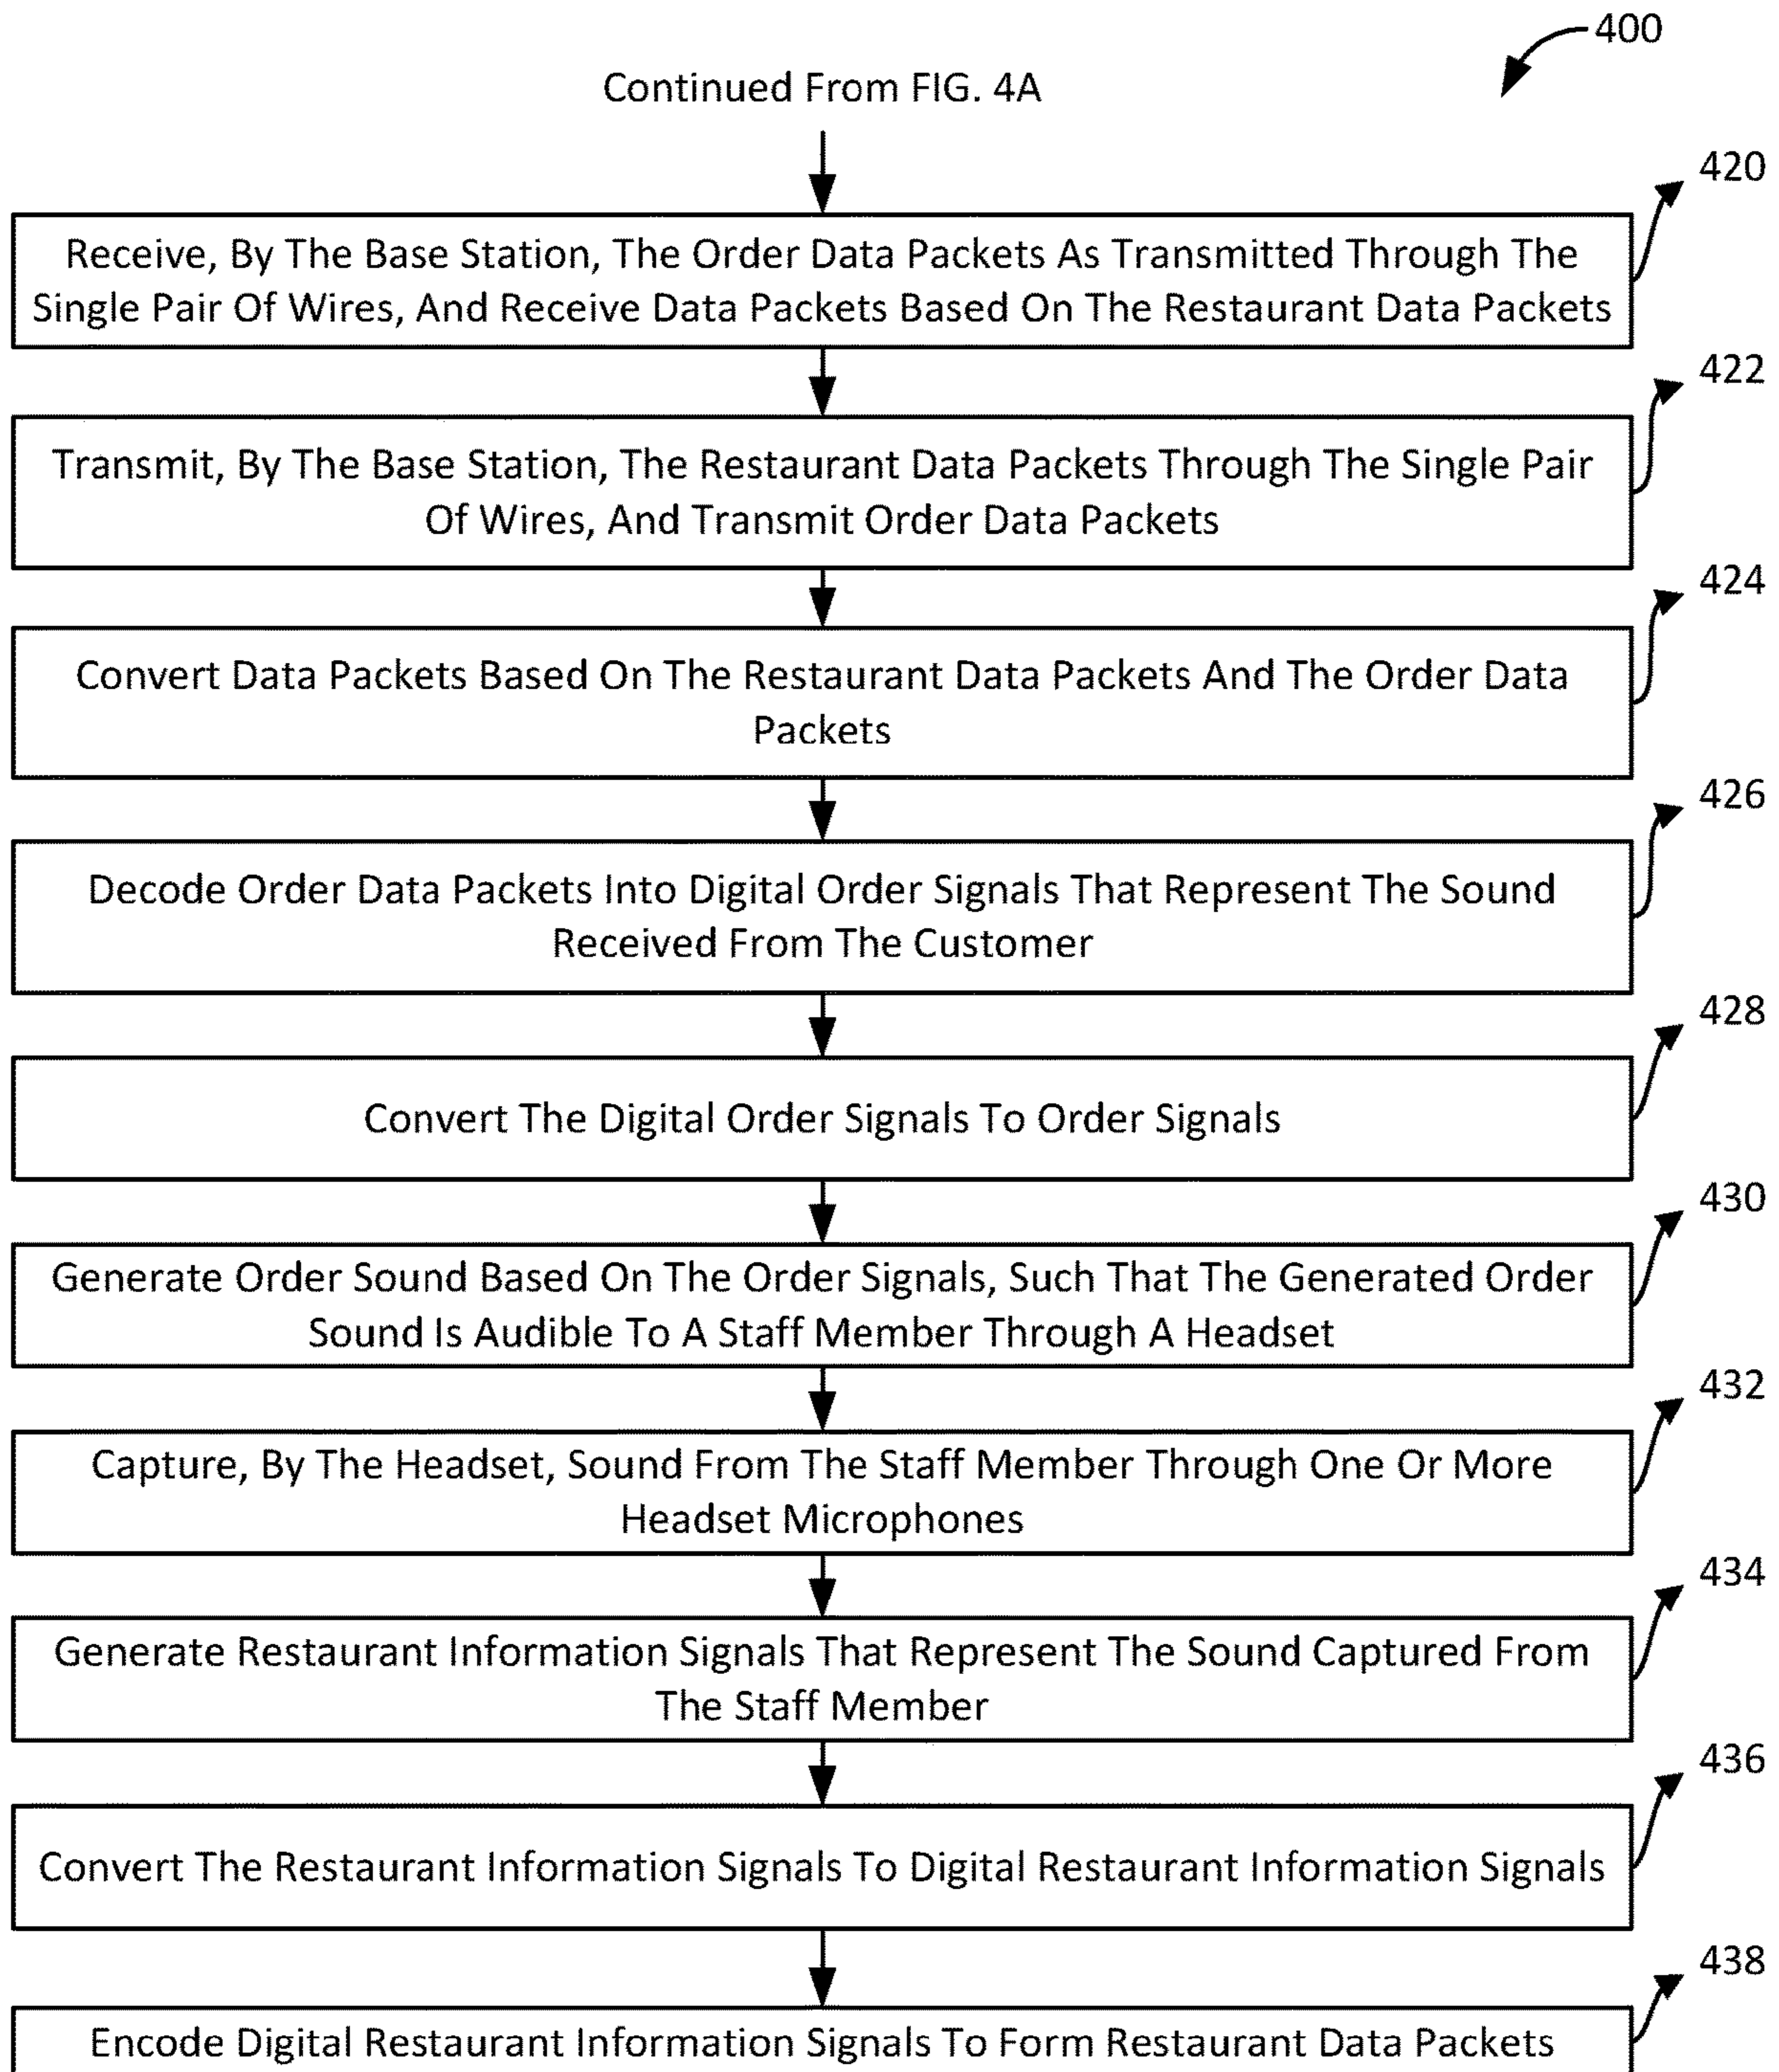 400
Continued From FIG. 4A
420
Receive, By The Base Station, The Order Data Packets As Transmitted Through The
Single Pair Of Wires, And Receive Data Packets Based On The Restaurant Data Packets
422
Transmit, By The Base Station, The Restaurant Data Packets Through The Single Pair
Of Wires, And Transmit Order Data Packets
424
Convert Data Packets Based On The Restaurant Data Packets And The Order Data
Packets
426
Decode Order Data Packets Into Digital Order Signals That Represent The Sound
Received From The Customer
428
Convert The Digital Order Signals To Order Signals
430
Generate Order Sound Based On The Order Signals, Such That The Generated Order
Sound Is Audible To A Staff Member Through A Headset
432
Capture, By The Headset, Sound From The Staff Member Through One Or More
Headset Microphones
434
Generate Restaurant Information Signals That Represent The Sound Captured From
The Staff Member
436
Convert The Restaurant Information Signals To Digital Restaurant Information Signals
438
Encode Digital Restaurant Information Signals To Form Restaurant Data Packets